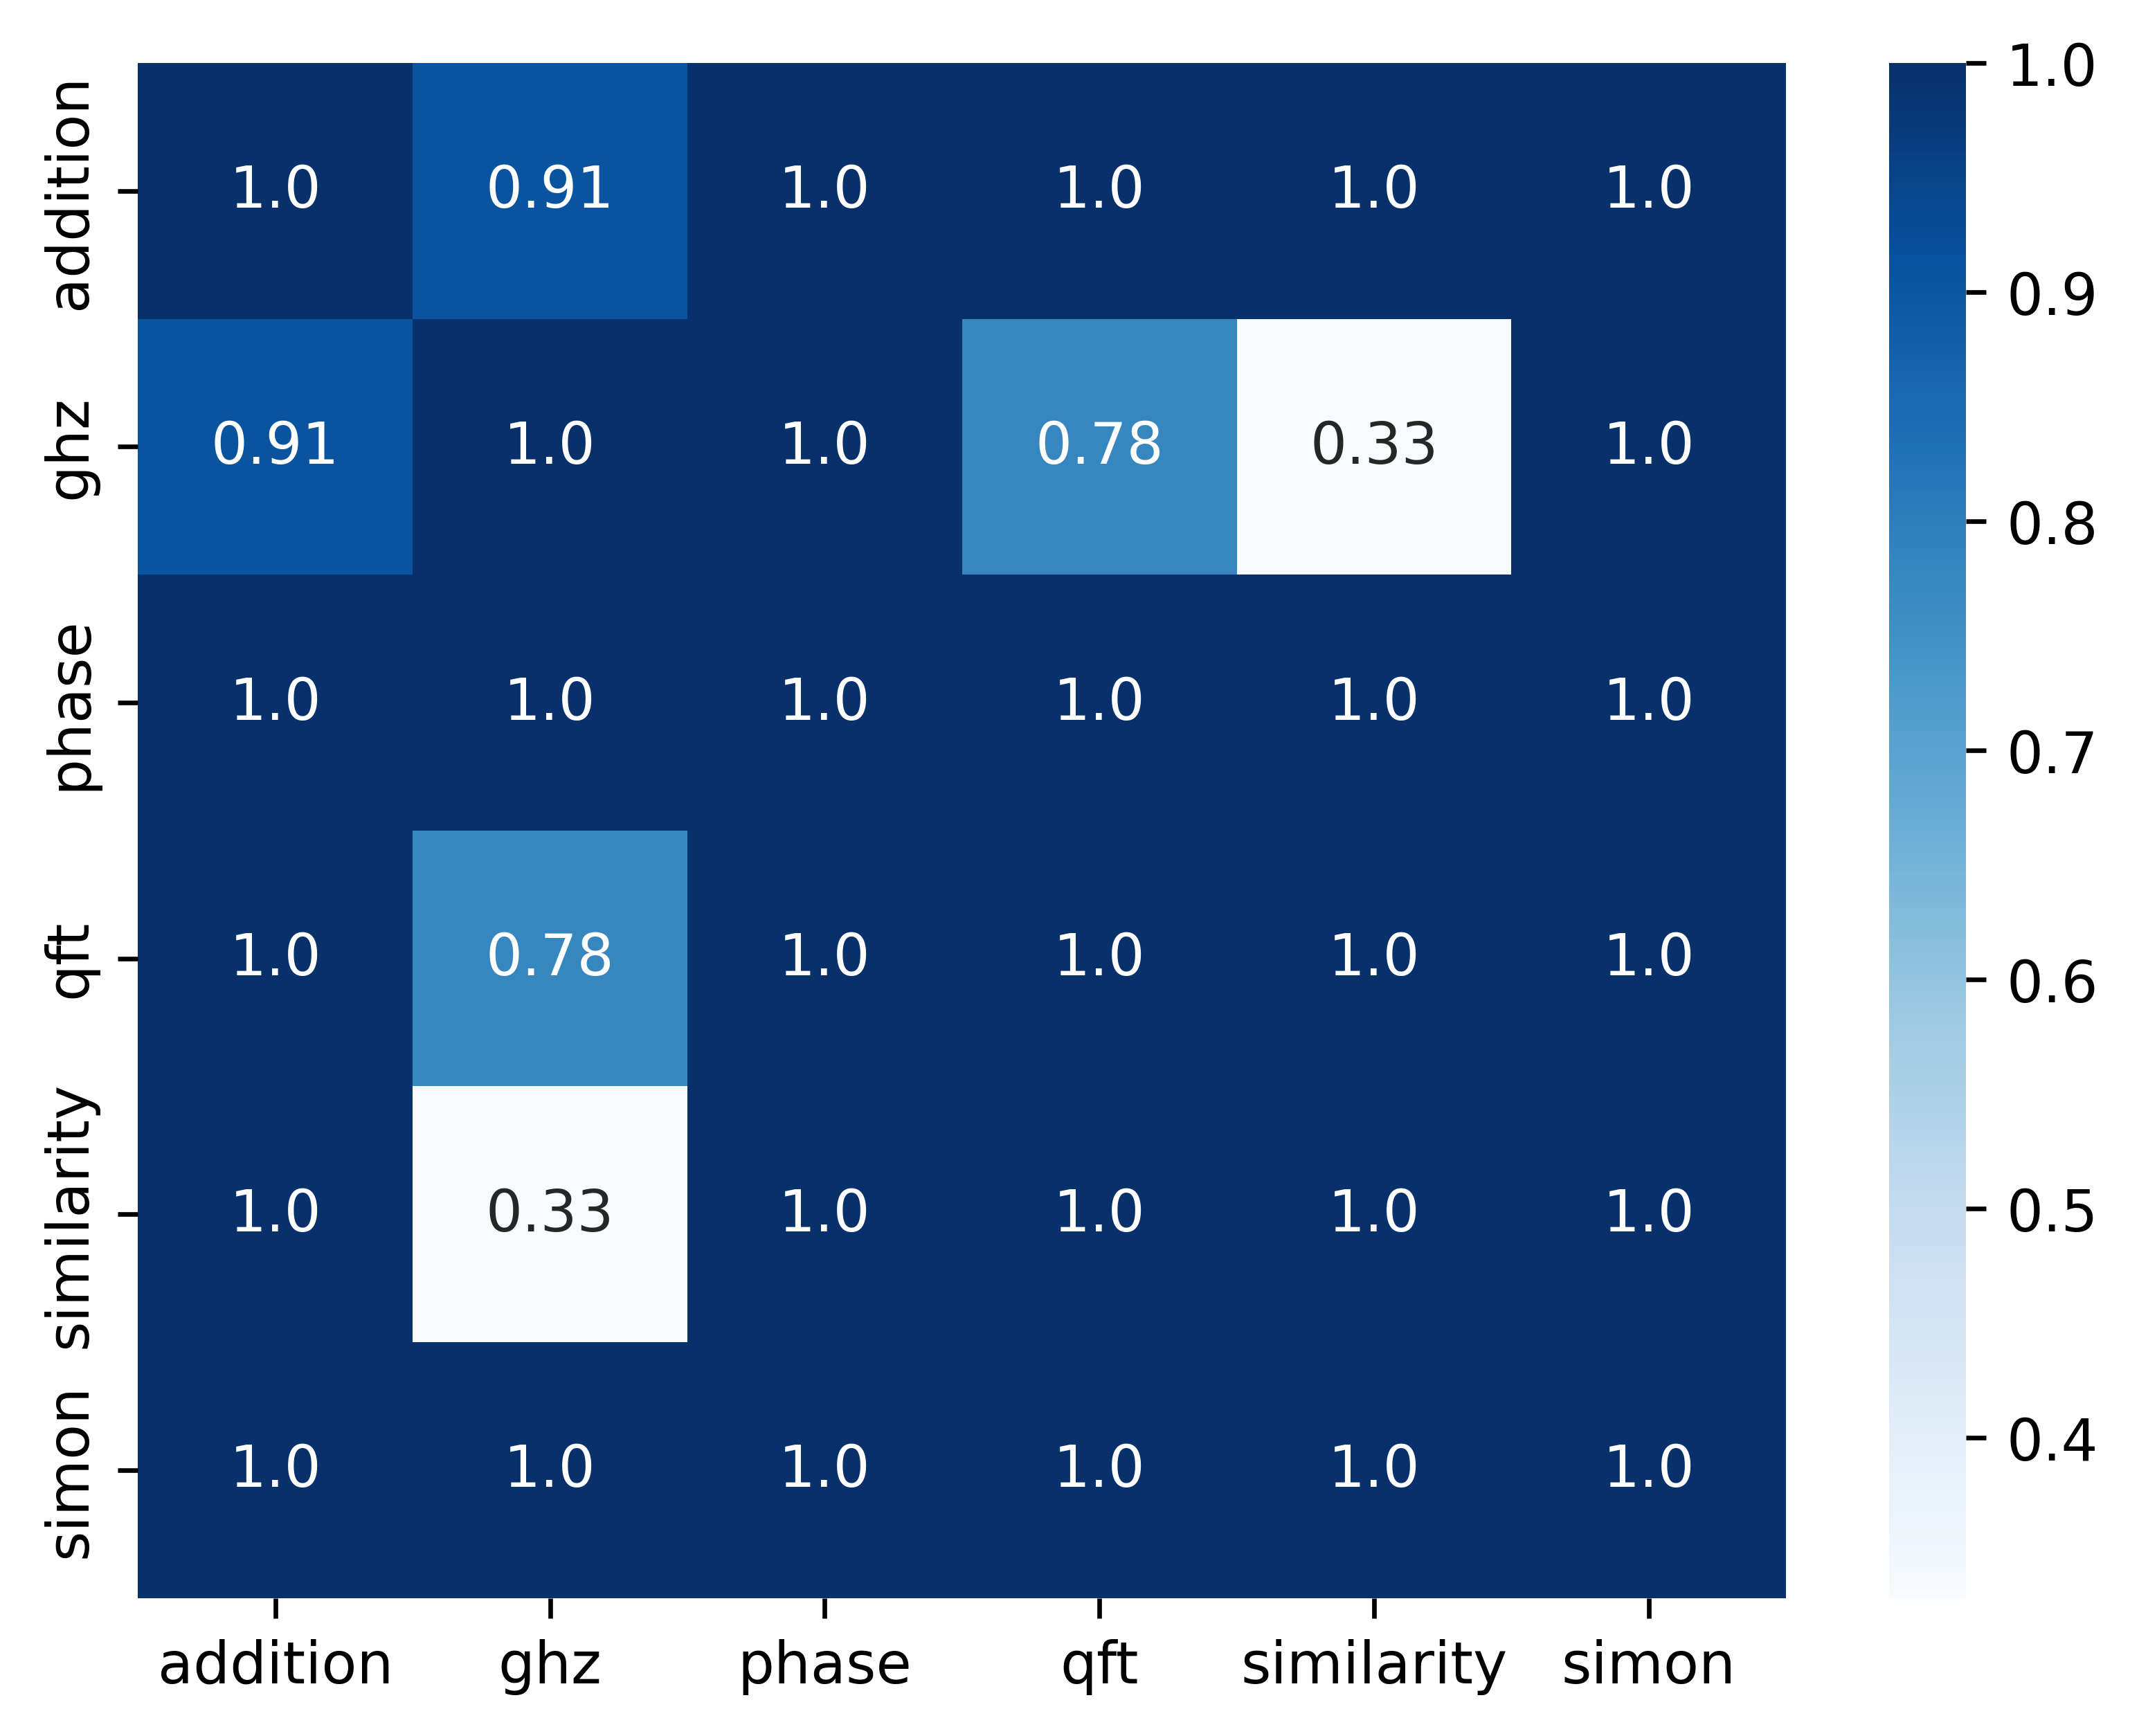 addition 1.0 0.91 1.0 1.0 1.0 1.0
ghz 0.91 1.0 1.0 0.78 0.33 1.0
phase 1.0 1.0 1.0 1.0 1.0 1.0
qft 1.0 0.78 1.0 1.0 1.0 1.0
similarity 1.0 0.33 1.0 1.0 1.0 1.0
simon 1.0 1.0 1.0 1.0 1.0 1.0
addition ghz phase qft similarity simon
1.0
0.9
0.8
0.7
0.6
0.5
0.4